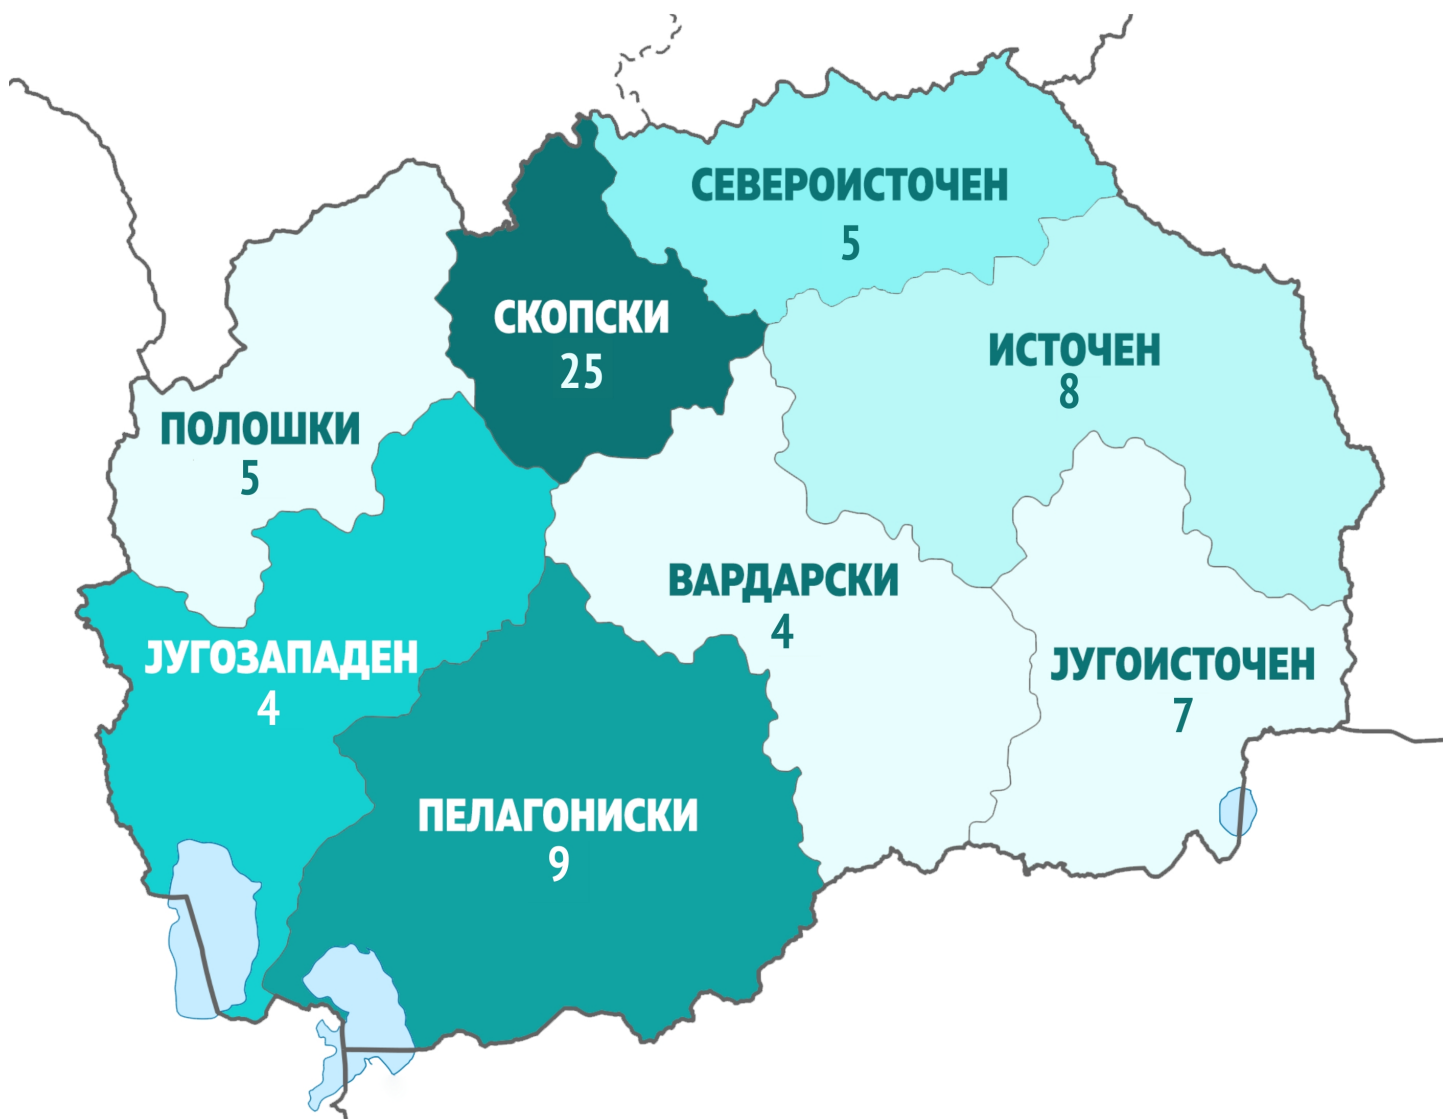 СЕВЕРОИСТОЧЕН
5
СКОПСКИ
25
ИСТОЧЕН
8
ПОЛОШКИ
5
ВАРДАРСКИ
4
ЈУГОЗАПАДЕН
4
ЈУГОИСТОЧЕН
7
ПЕЛАГОНИСКИ
9